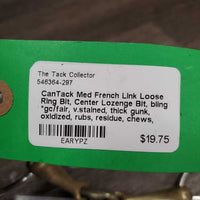 The Tack Collector
546364-297
CanTack Med French Link Loose
Ring Bit, Center Lozenge Bit, bling
*gc/fair, v.stained, thick gunk,
oxidized, rubs, residue, chews,
EARYPZ
$19.75